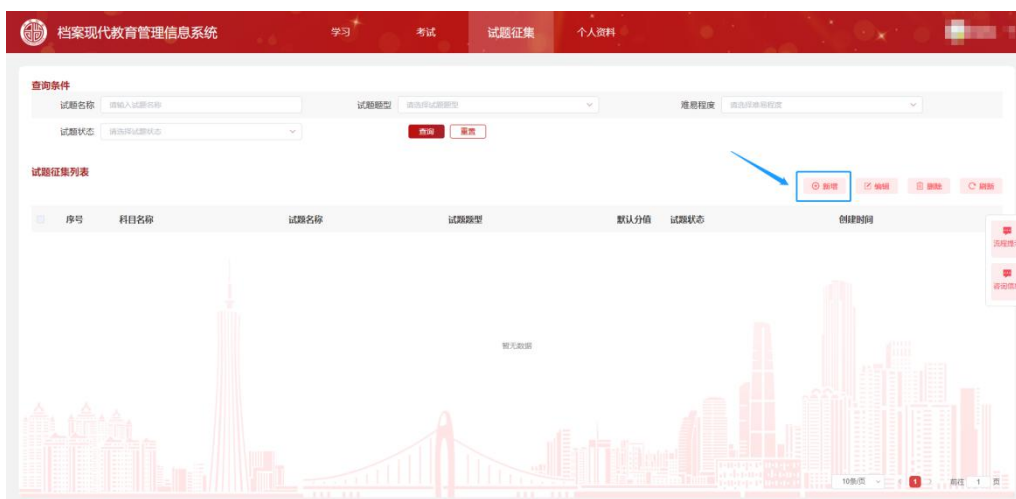 档案现代教育管理信息系统 学习 考试 试题征集 个人资料
查询条件
试题名称 请输入试题名称 试题题型 请选择试题题型 难易程度 请选择难易程度
试题状态 请选择试题状态 查询 重置
试题征集列表
新增 编辑 删除 刷新
序号 科目名称 试题名称 试题题型 默认分值 试题状态 创建时间
流程提
咨询信
暂无数据
10条/页 1 前往 1 页